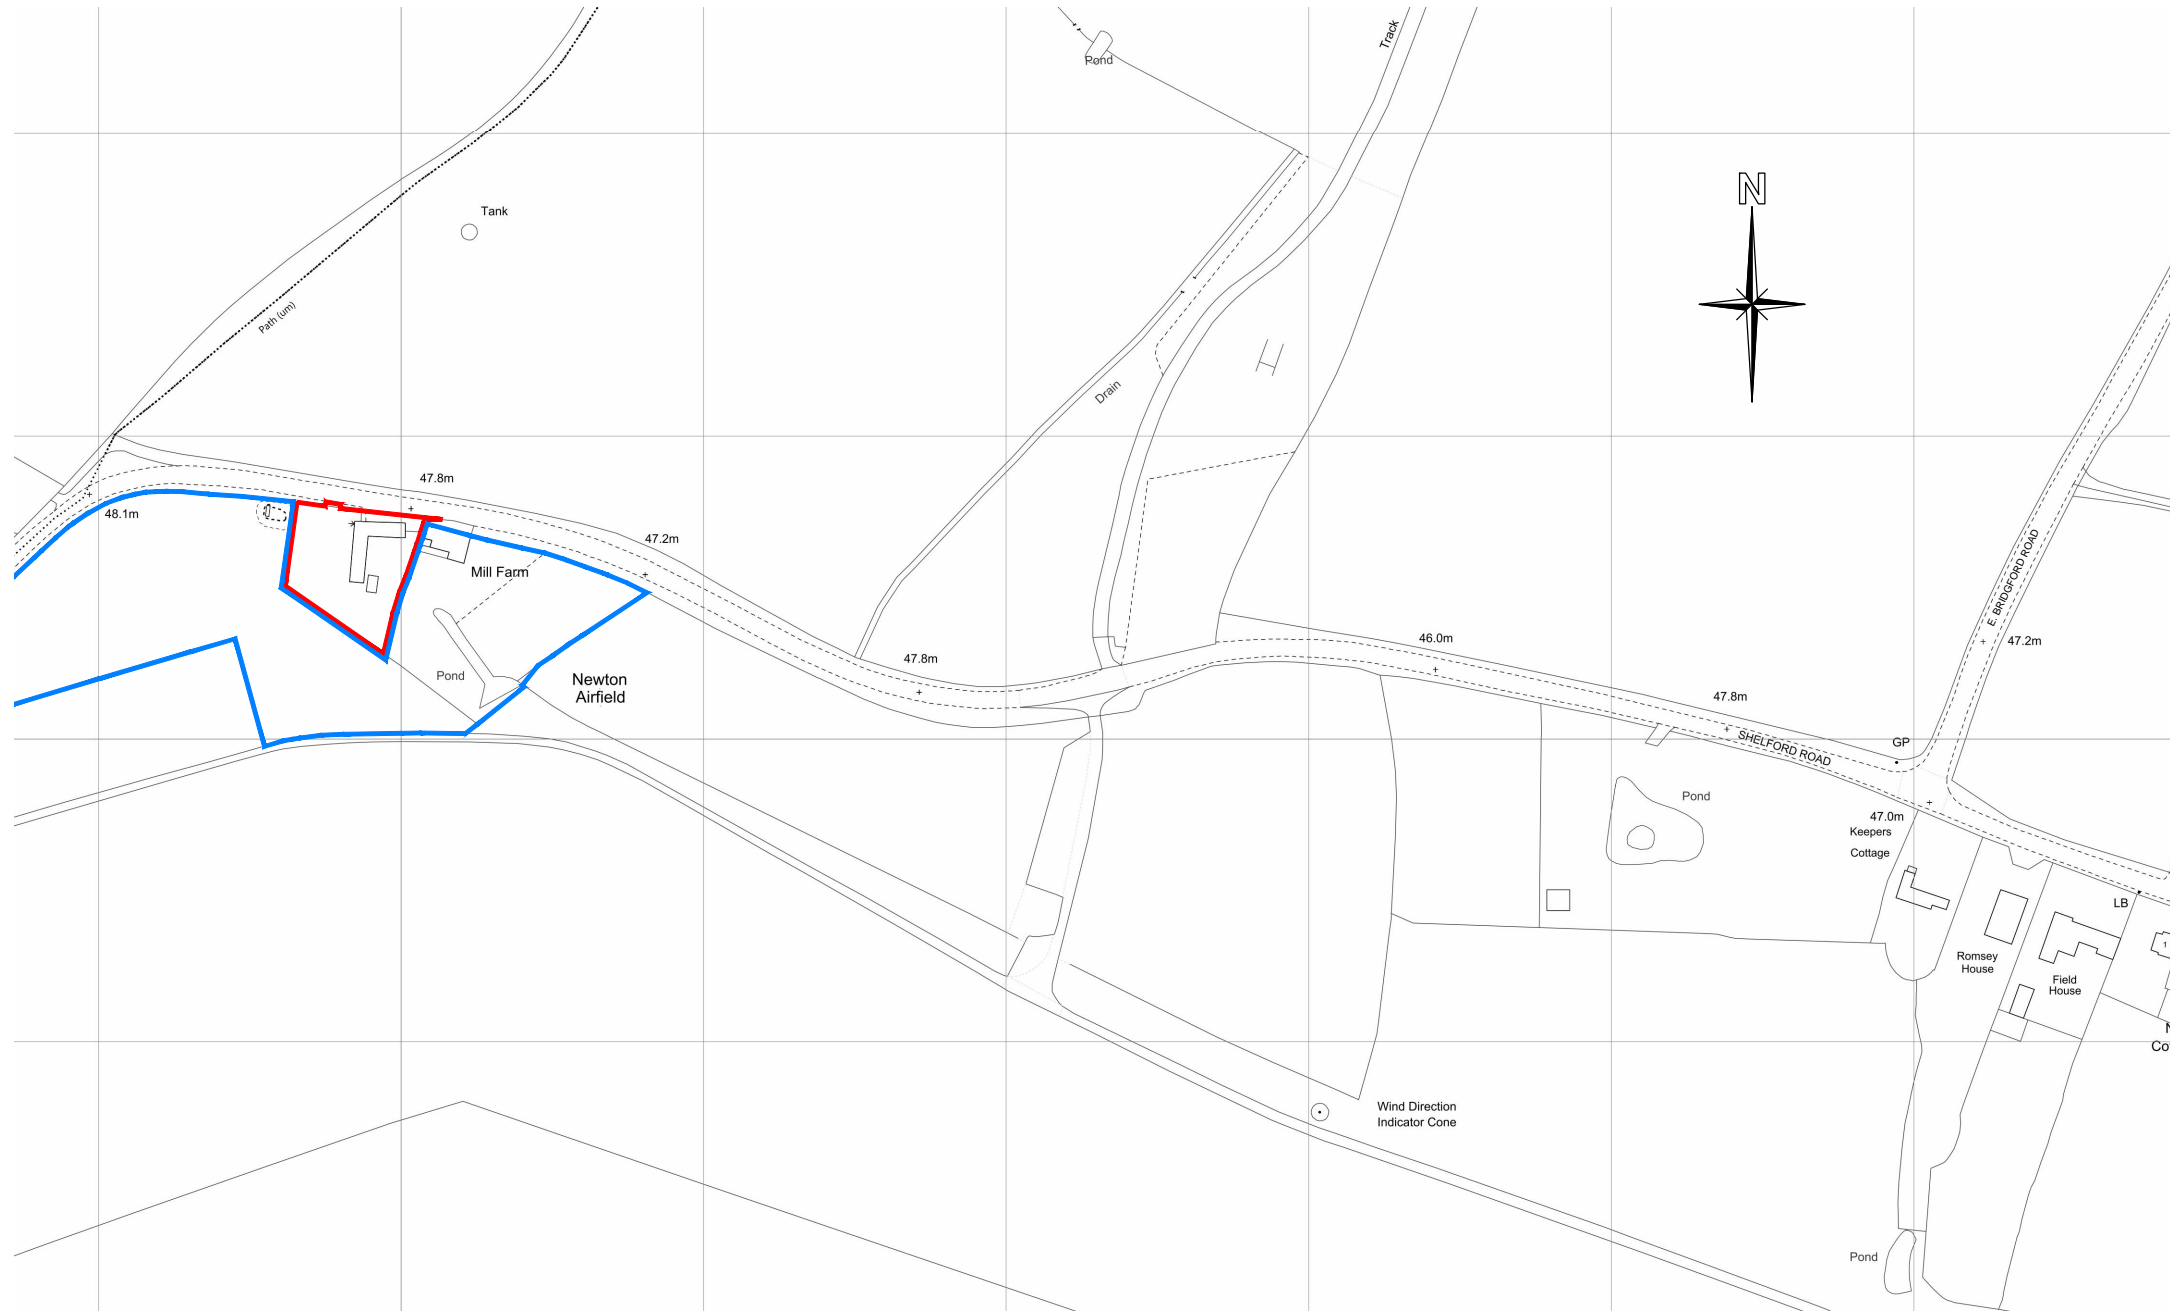 Track
Pond
N
Tank
Path (um)
Drain
47.8m
48.1m
47.2m
Mill Farm
E. BRIDGFORD ROAD
47.2m
46.0m
47.8m
Pond
Newton
Airfield
47.8m
SHELFORD ROAD
GP
Pond
47.0m
Keepers
Cottage
LB
1
Romsey
House
Field
House
N
Co
Wind Direction
Indicator Cone
Pond